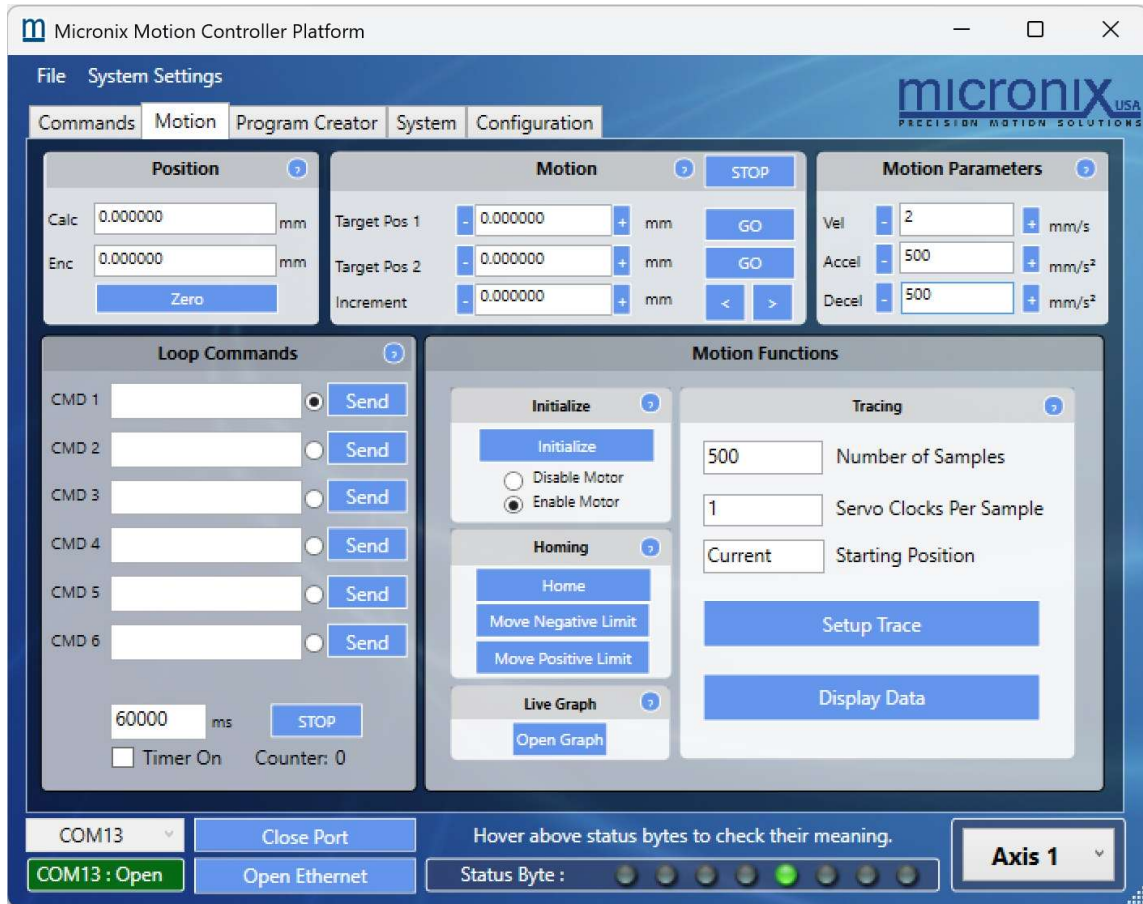 m Micronix Motion Controller Platform
File System Settings
micronix USA
PRECISION MOTION SOLUTIONS
Commands Motion Program Creator System Configuration
Position ?
Calc 0.000000 mm
Enc 0.000000 mm
Zero
Motion ? STOP
Target Pos 1 - 0.000000 + mm GO
Target Pos 2 - 0.000000 + mm GO
Increment - 0.000000 + mm < >
Motion Parameters ?
Vel - 2 + mm/s
Accel - 500 + mm/s²
Decel - 500 + mm/s²
Loop Commands ?
CMD 1 Send
CMD 2 Send
CMD 3 Send
CMD 4 Send
CMD 5 Send
CMD 6 Send
60000 ms STOP
Timer On Counter: 0
Motion Functions
Initialize ?
Initialize
Disable Motor
Enable Motor
Homing ?
Home
Move Negative Limit
Move Positive Limit
Live Graph ?
Open Graph
Tracing ?
500 Number of Samples
1 Servo Clocks Per Sample
Current Starting Position
Setup Trace
Display Data
COM13 Close Port
COM13 : Open Open Ethernet
Hover above status bytes to check their meaning.
Status Byte :
Axis 1